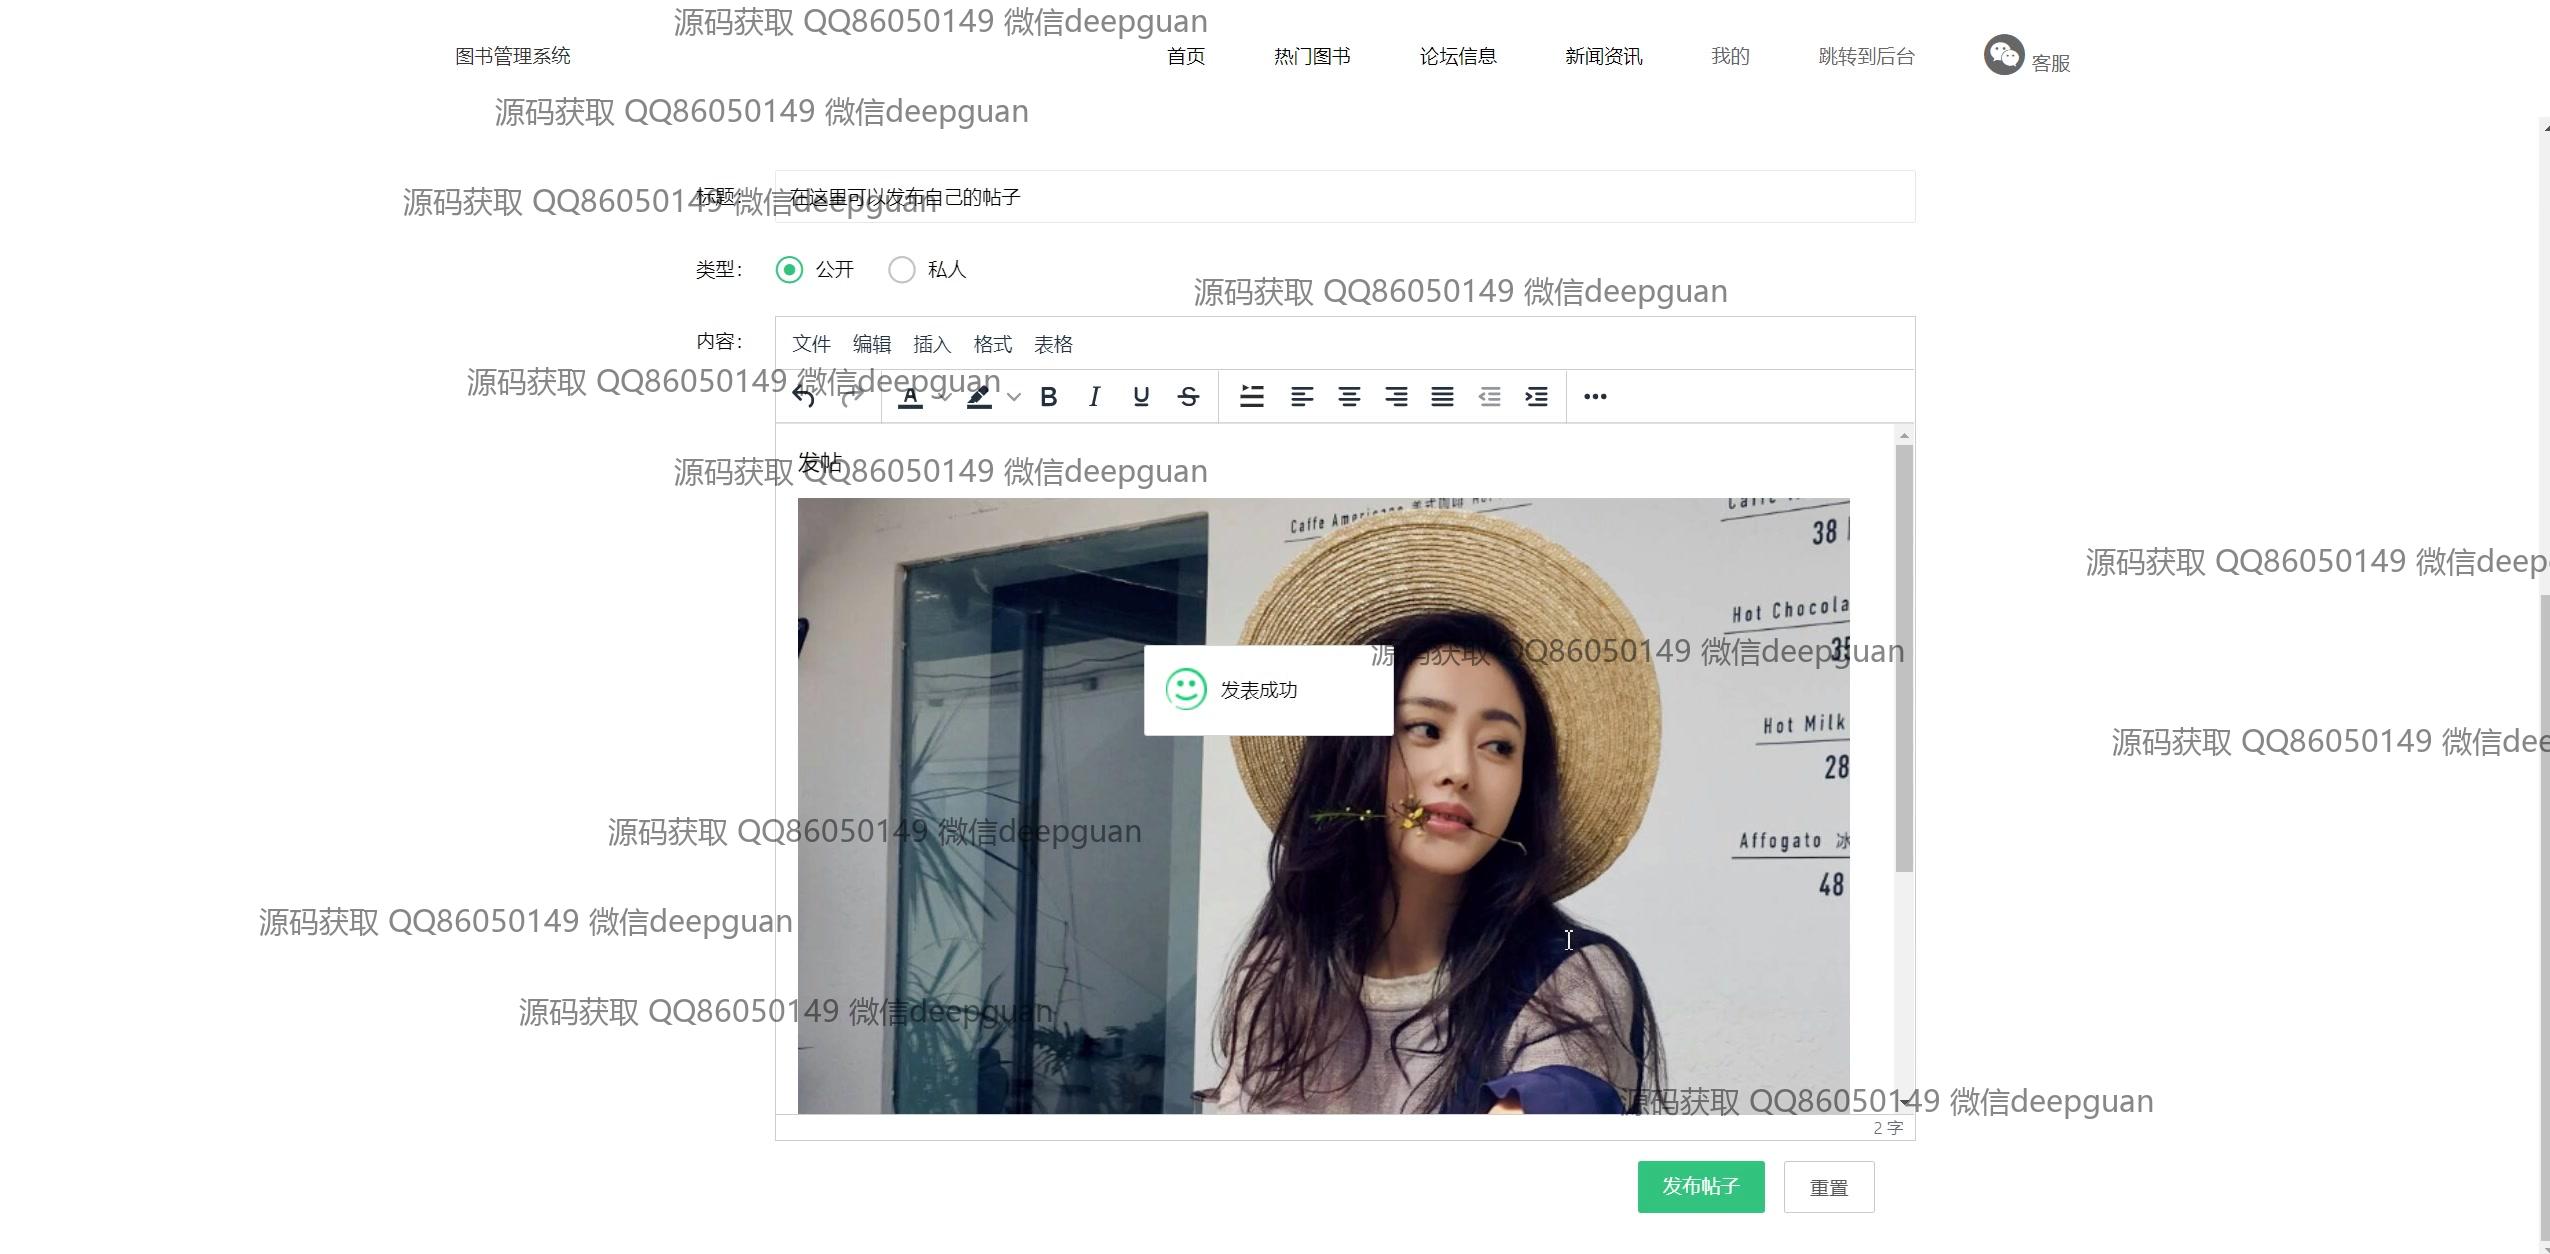 源码获取 QQ86050149 微信deepguan
图书管理系统 首页 热门图书 论坛信息 新闻资讯 我的 跳转到后台 客服
源码获取 QQ86050149 微信deepguan
标题： 在这里可以发布自己的帖子
源码获取 QQ86050149 微信deepguan
类型： 公开 私人
源码获取 QQ86050149 微信deepguan
内容： 文件 编辑 插入 格式 表格
源码获取 QQ86050149 微信deepguan
A B I U S
发帖
源码获取 QQ86050149 微信deepguan
Caffe Americano 美式咖啡
38
源码获取 QQ86050149 微信deep
Hot Chocola
35
源码获取 QQ86050149 微信deepguan
发表成功
Hot Milk
28
源码获取 QQ86050149 微信dee
源码获取 QQ86050149 微信deepguan
Affogato 冰
48
源码获取 QQ86050149 微信deepguan
源码获取 QQ86050149 微信deepguan
源码获取 QQ86050149 微信deepguan
2 字
发布帖子 重置